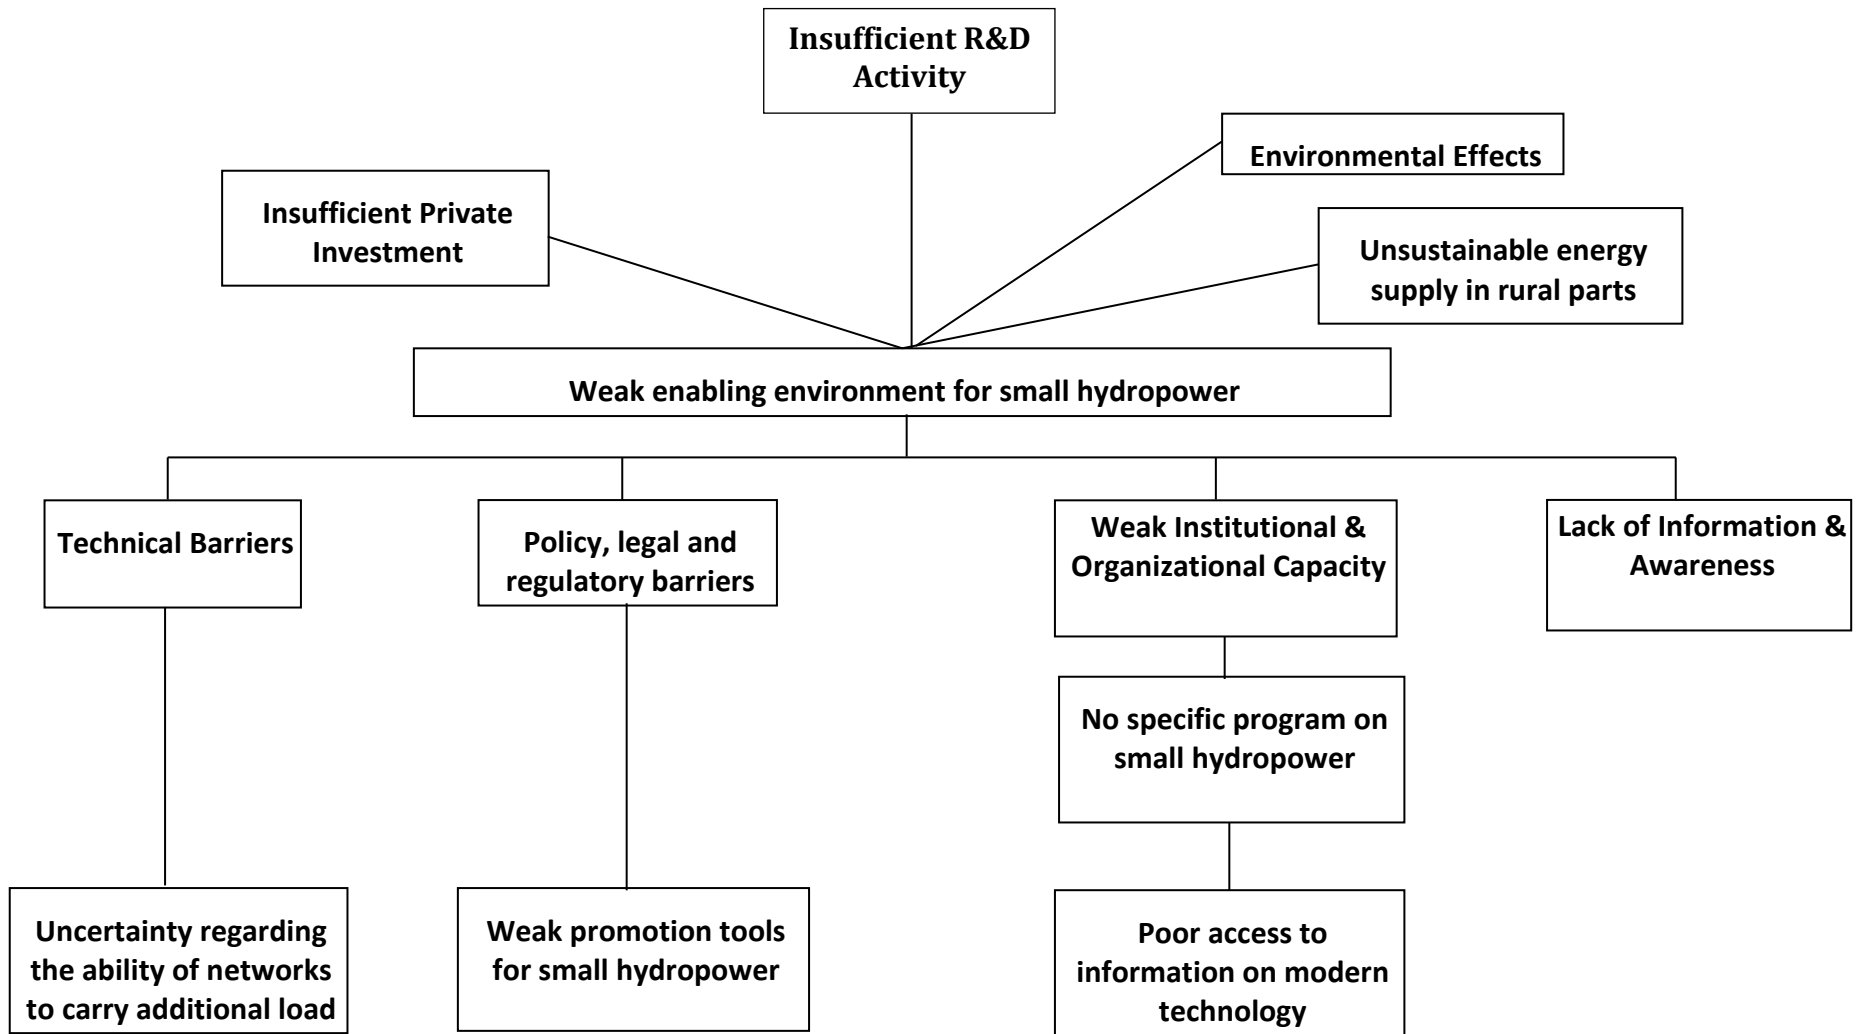 Insufficient R&D
Activity
Environmental Effects
Insufficient Private
Investment
Unsustainable energy
supply in rural parts
Weak enabling environment for small hydropower
Technical Barriers
Policy, legal and
regulatory barriers
Weak Institutional &
Organizational Capacity
Lack of Information &
Awareness
No specific program on
small hydropower
Uncertainty regarding
the ability of networks
to carry additional load
Weak promotion tools
for small hydropower
Poor access to
information on modern
technology